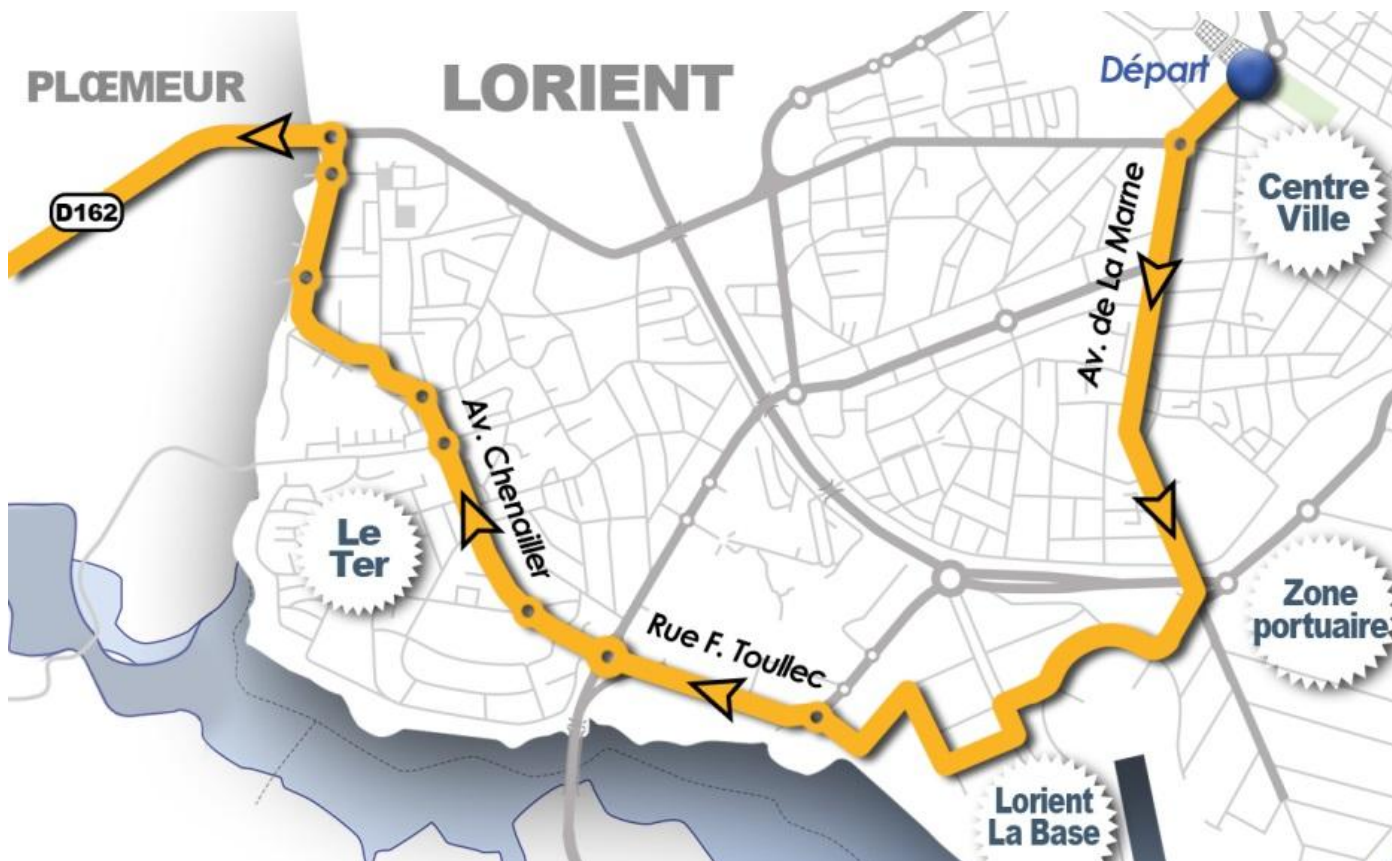 PLŒMEUR
LORIENT
Départ
Centre
Ville
D162
Av. de La Marne
Av. Chenailler
Le
Ter
Rue F. Toullec
Zone
portuaire
Lorient
La Base